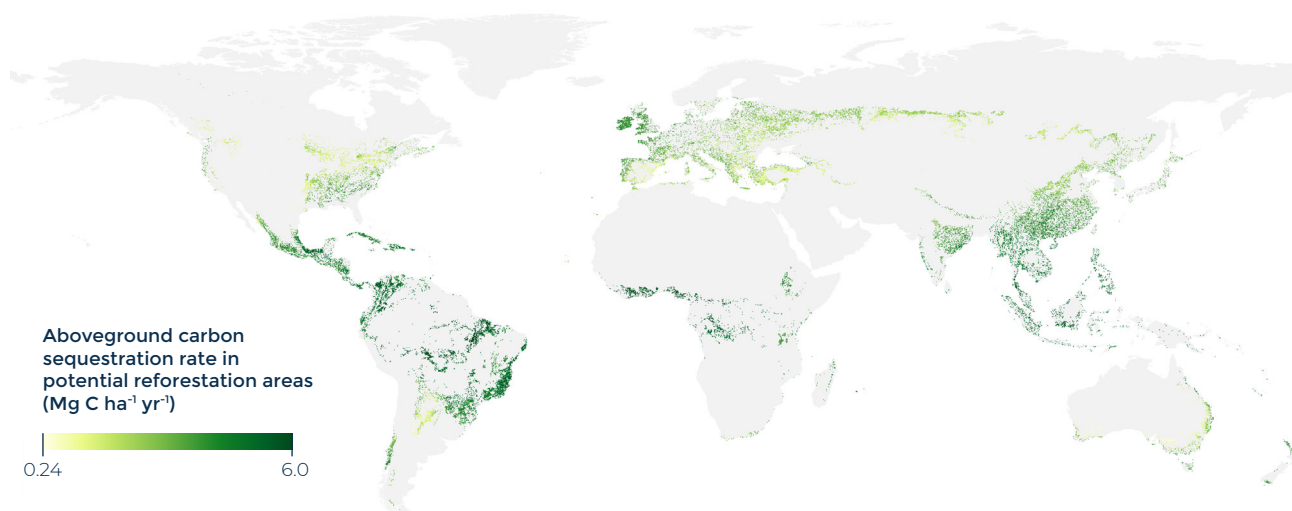 Aboveground carbon
sequestration rate in
potential reforestation areas
(Mg C ha⁻¹ yr⁻¹)
0.24 6.0